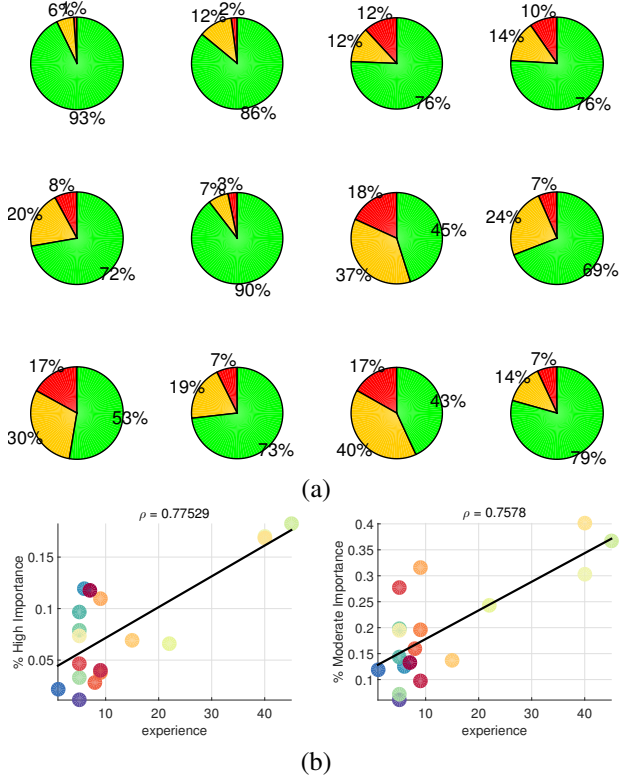 6% 1% 12% 2% 12% 12% 10% 14%
93% 86% 76% 76%
8% 20% 7% 3% 18% 7% 24%
45%
72% 90% 37% 69%
17% 7% 17% 7%
19% 14%
53% 43%
30% 73% 40% 79%
(a)
ρ = 0.77529
% High Importance
0.15
0.1
0.05
10 20 30 40
experience
ρ = 0.7578
% Moderate Importance
0.4
0.35
0.3
0.25
0.2
0.15
0.1
10 20 30 40
experience
(b)